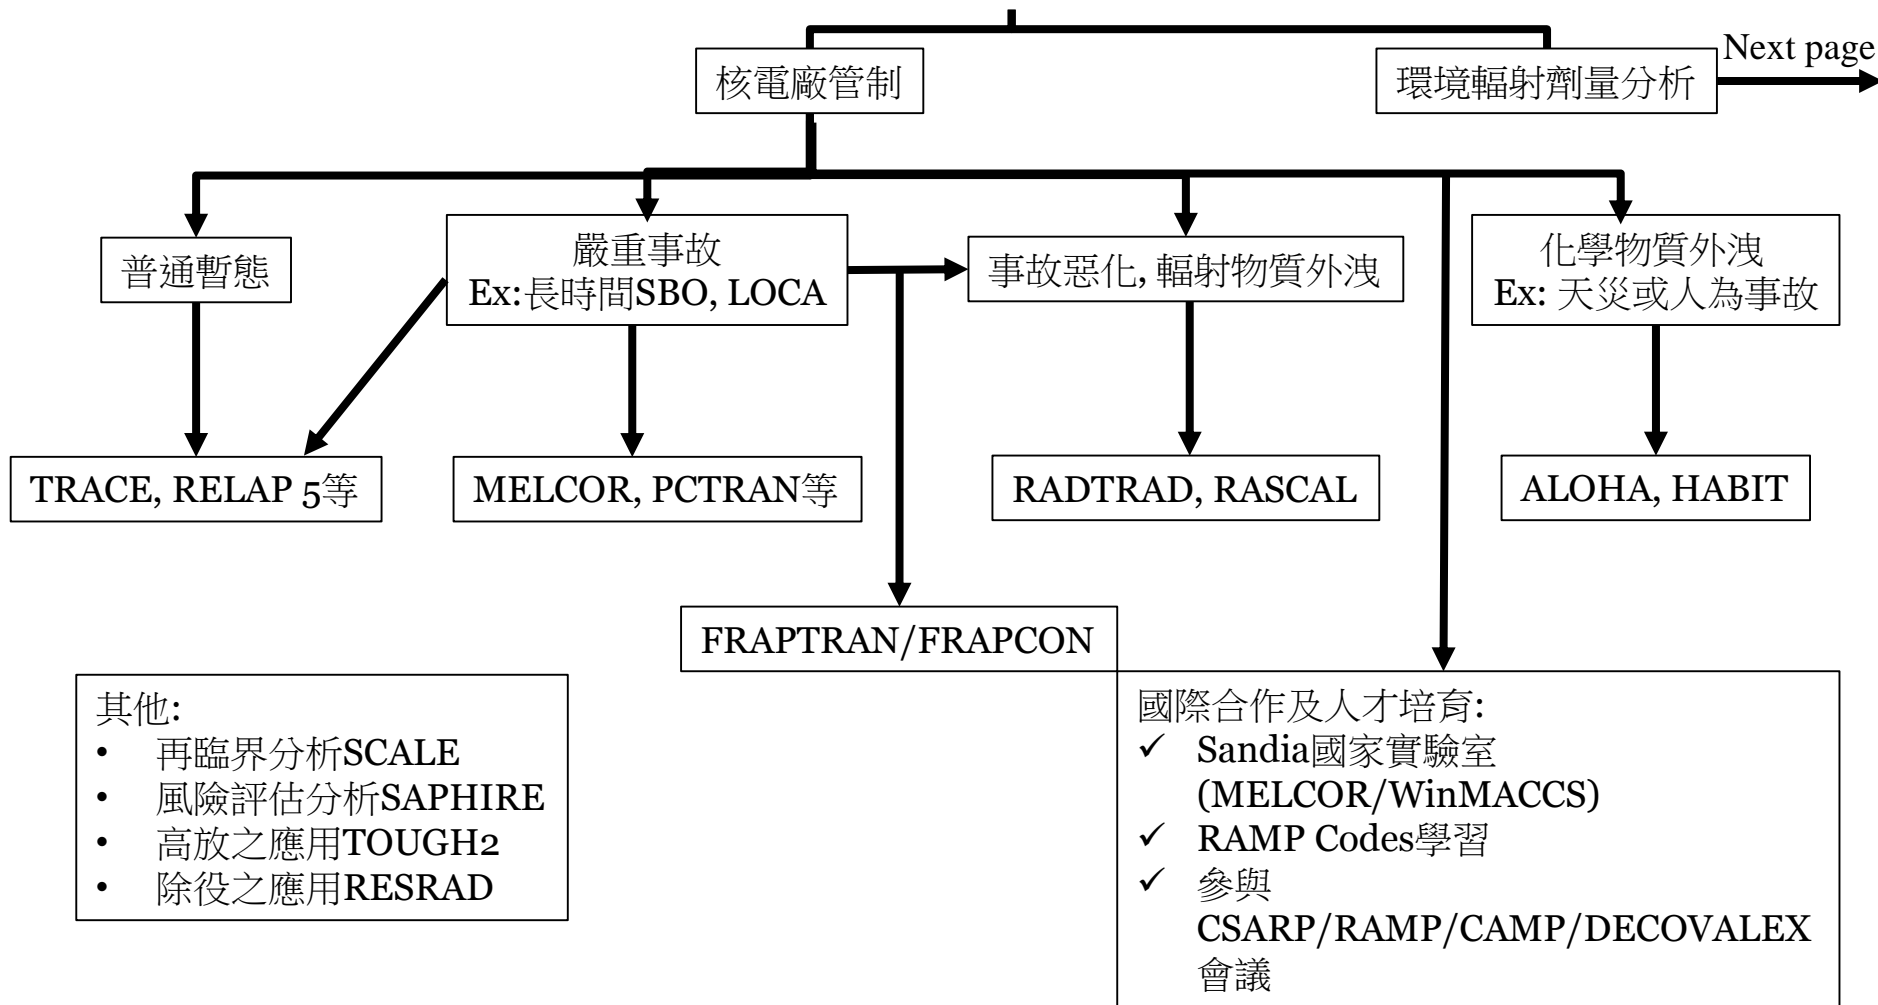 核電廠管制
環境輻射劑量分析
Next page
普通暫態
嚴重事故
Ex:長時間SBO, LOCA
事故惡化, 輻射物質外洩
化學物質外洩
Ex: 天災或人為事故
TRACE, RELAP 5等
MELCOR, PCTRAN等
RADTRAD, RASCAL
ALOHA, HABIT
FRAPTRAN/FRAPCON
其他:
• 再臨界分析SCALE
• 風險評估分析SAPHIRE
• 高放之應用TOUGH2
• 除役之應用RESRAD
國際合作及人才培育:
✓ Sandia國家實驗室
(MELCOR/WinMACCS)
✓ RAMP Codes學習
✓ 參與
CSARP/RAMP/CAMP/DECOVALEX
會議